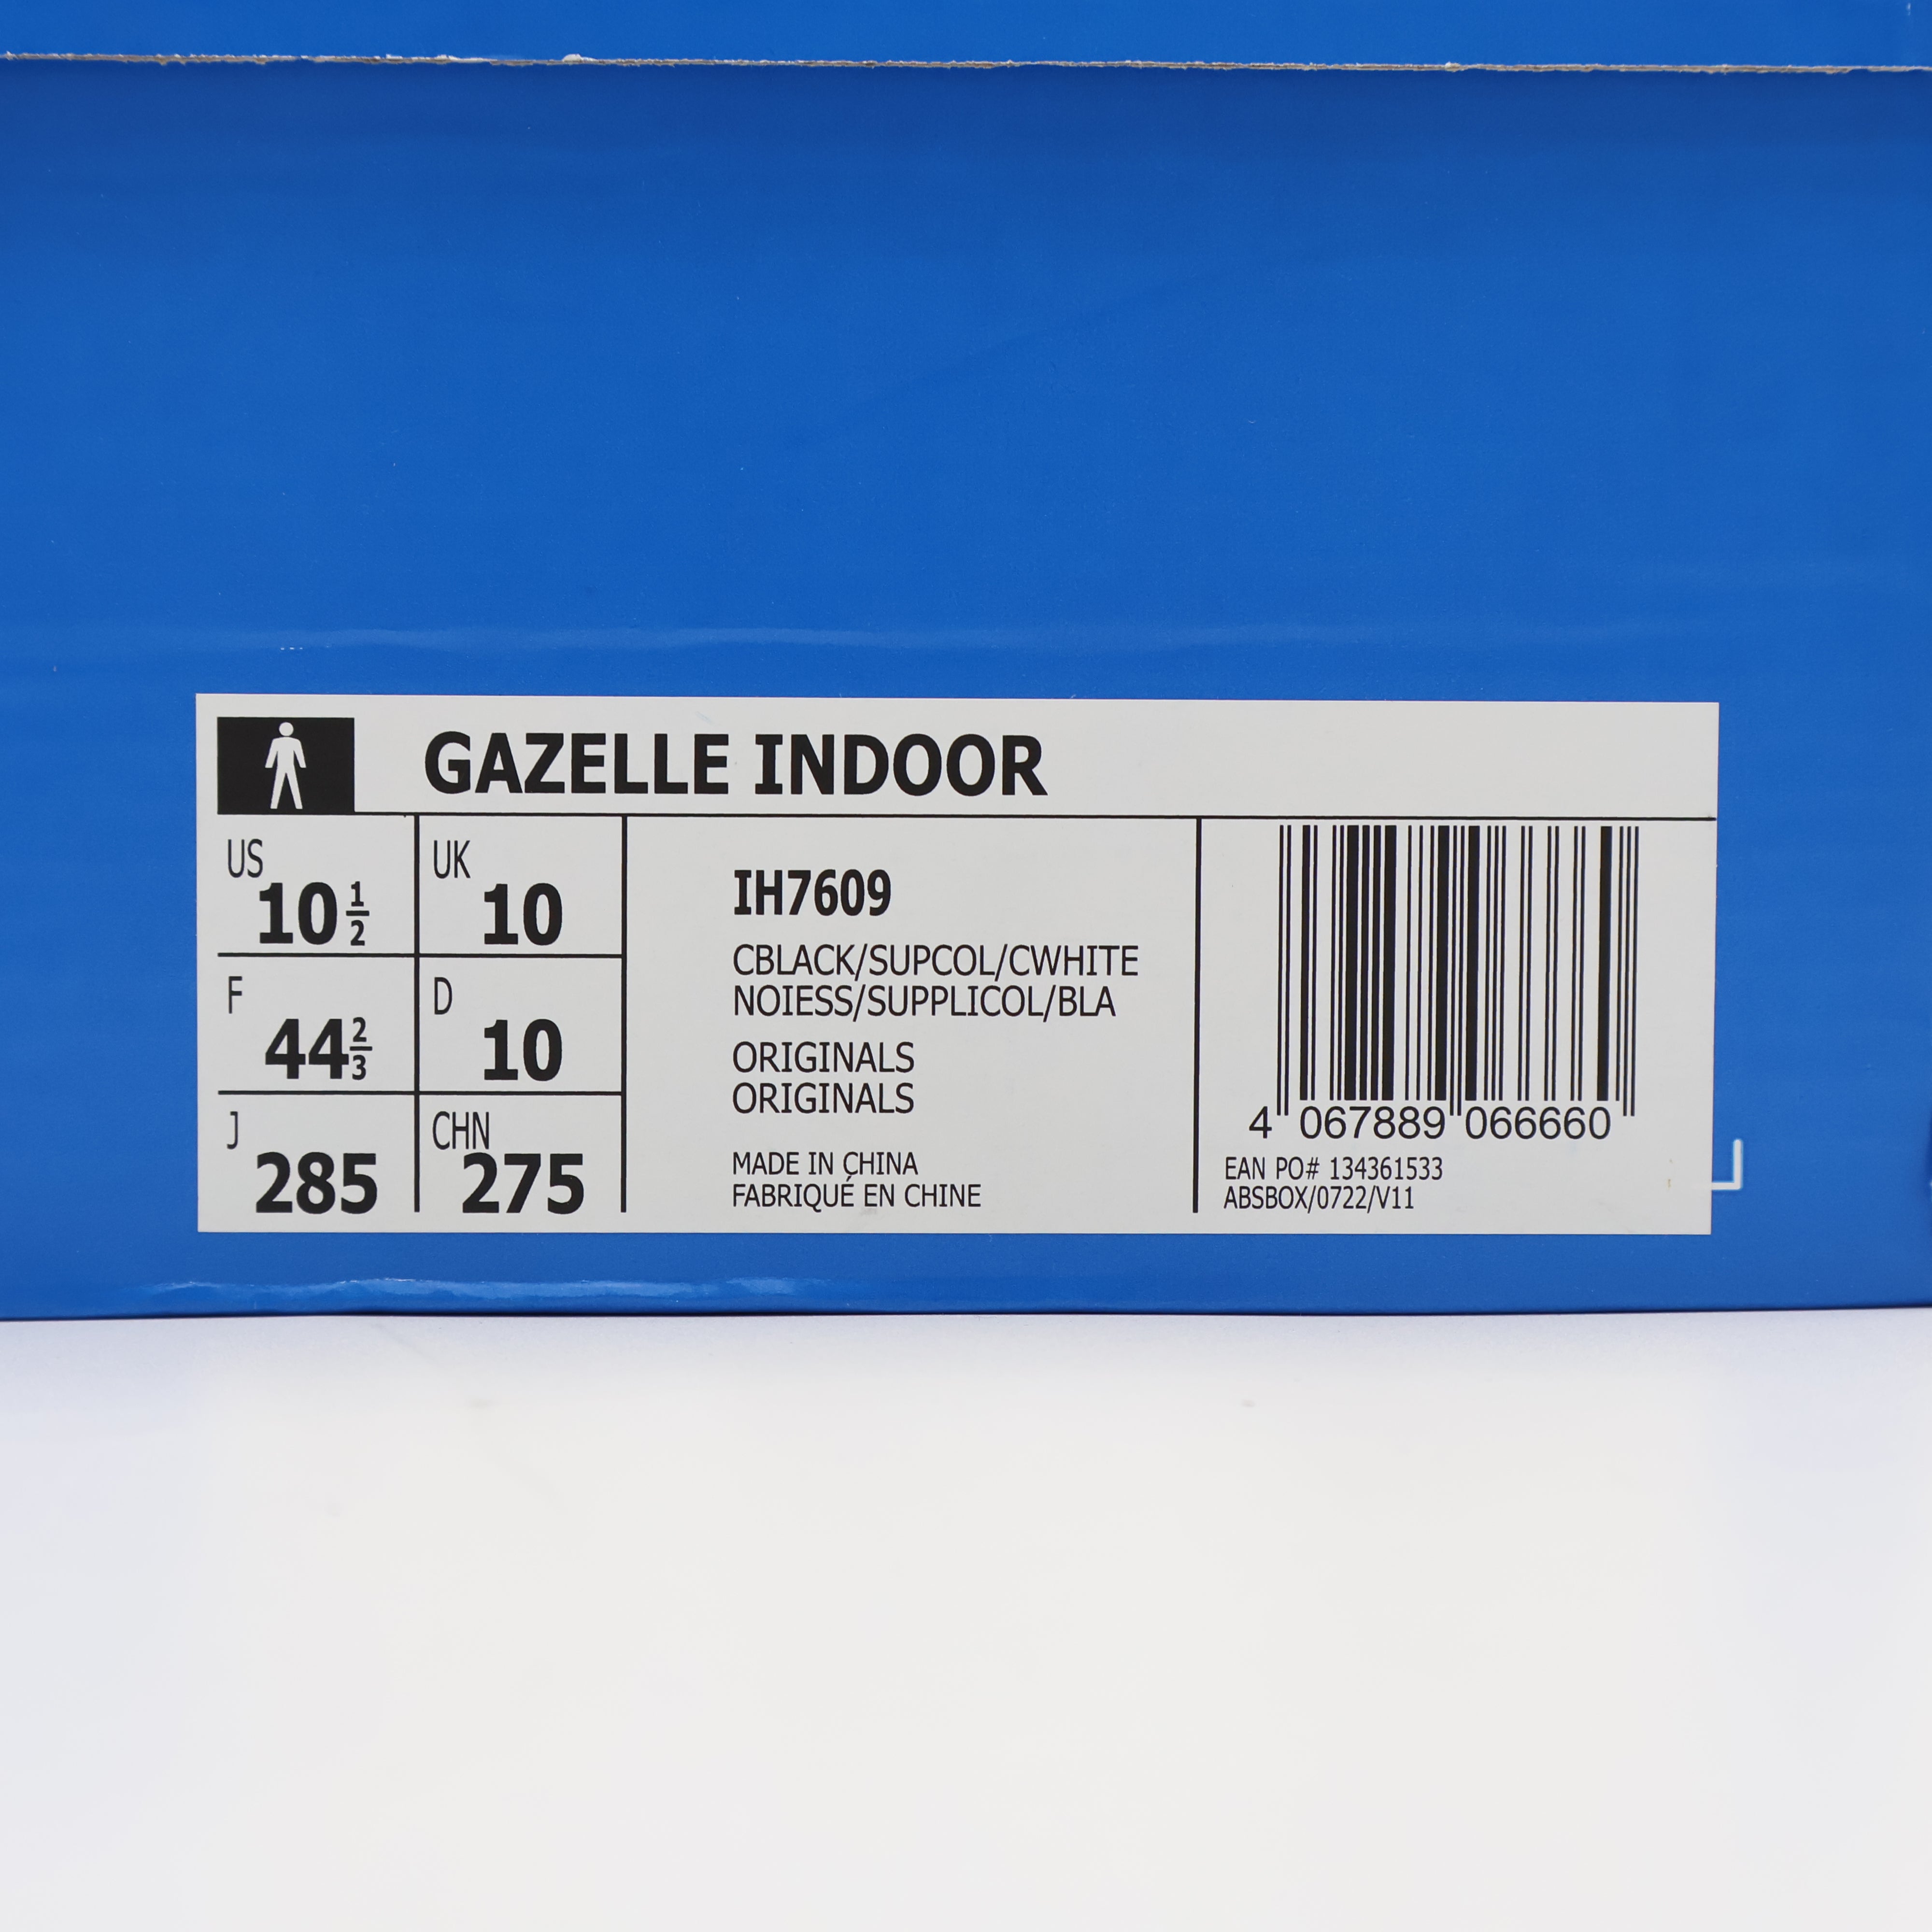 GAZELLE INDOOR
US 10 1/2
UK 10
F 44 2/3
D 10
J 285
CHN 275
IH7609
CBLACK/SUPCOL/CWHITE
NOIESS/SUPPLICOL/BLA
ORIGINALS
ORIGINALS
MADE IN CHINA
FABRIQUÉ EN CHINE
4 067889 066660
EAN PO# 134361533
ABSBOX/0722/V11